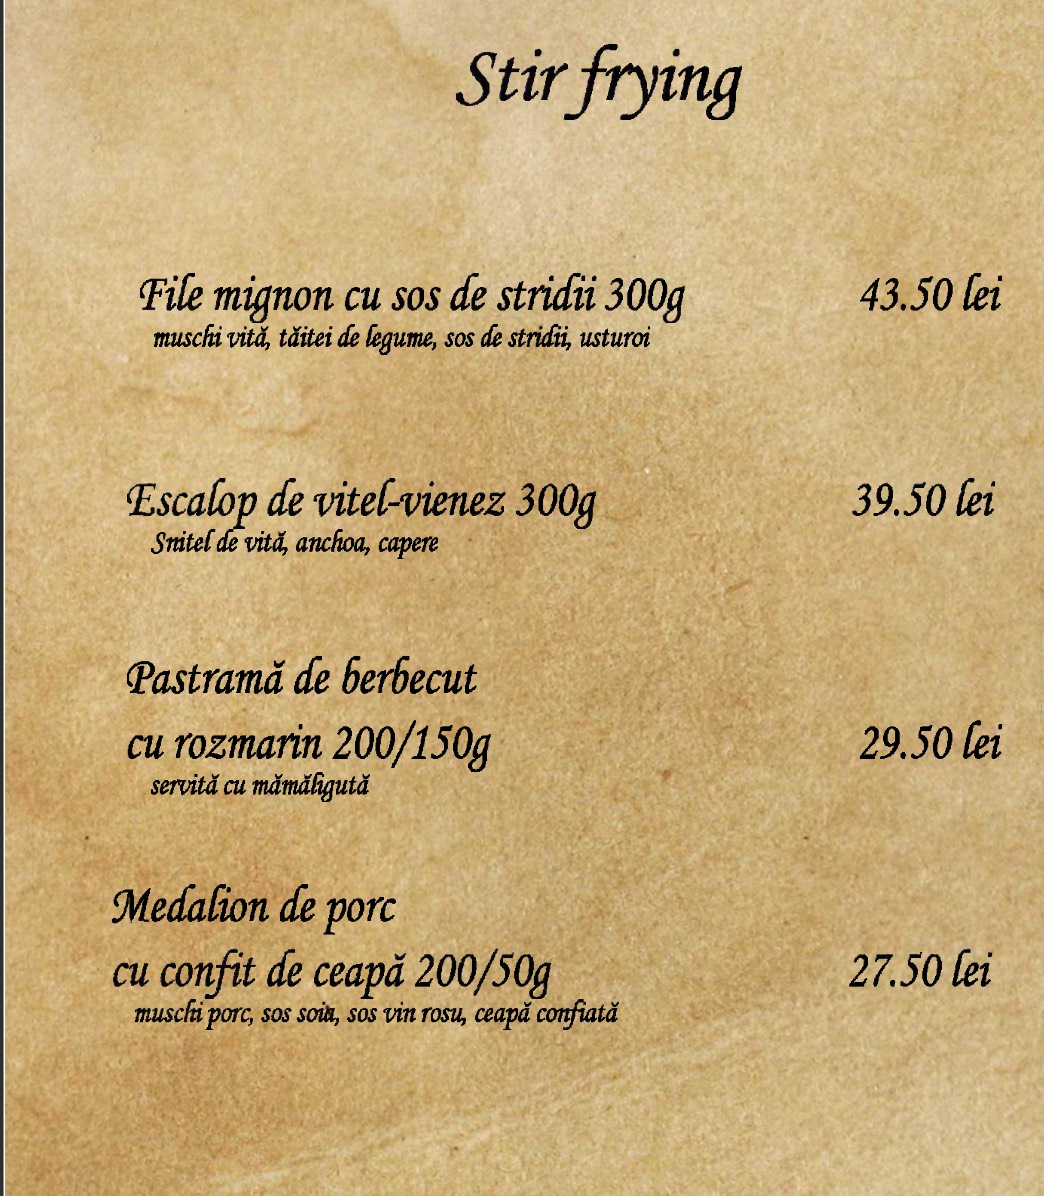 Stir frying
File mignon cu sos de stridii 300g 43.50 lei
muschi vită, tăitei de legume, sos de stridii, usturoi
Escalop de vitel-vienez 300g 39.50 lei
Snitel de vită, anchoa, capere
Pastramă de berbecut
cu rozmarin 200/150g 29.50 lei
servită cu mămăligută
Medalion de porc
cu confit de ceapă 200/50g 27.50 lei
muschi porc, sos soia, sos vin rosu, ceapă confiată